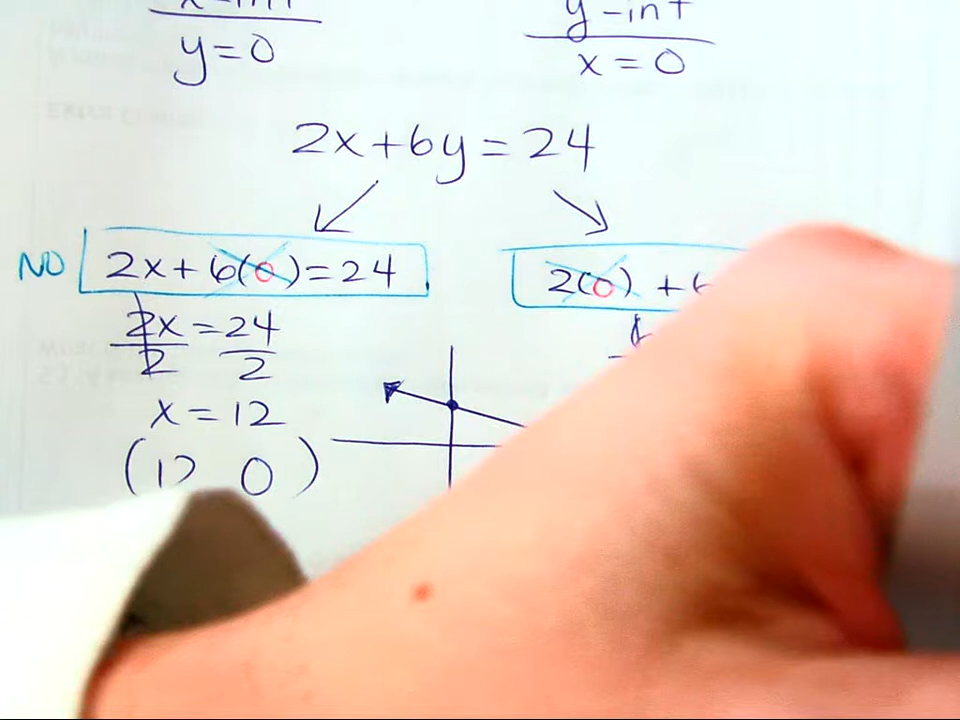 x-int
y-int
y=0
x=0
2x+6y=24
NO
2x+6(0)=24
2(0)+6
2x=24
2 2
x=12
(12 0)